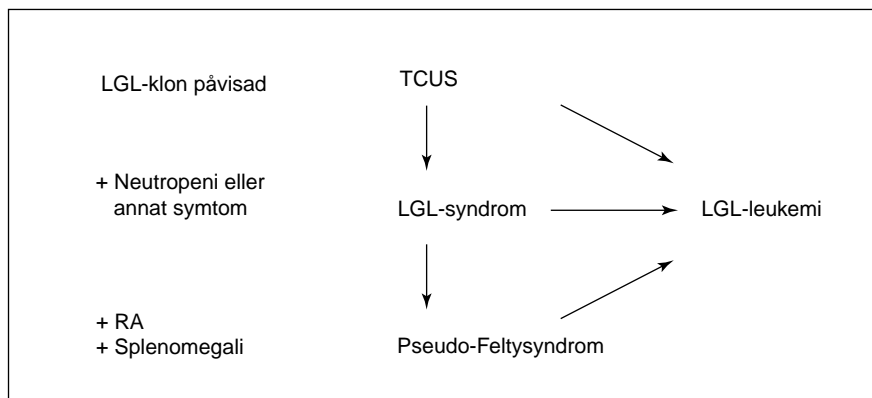 LGL-klon påvisad
TCUS
+ Neutropeni eller
annat symtom
LGL-syndrom
LGL-leukemi
+ RA
+ Splenomegali
Pseudo-Feltysyndrom